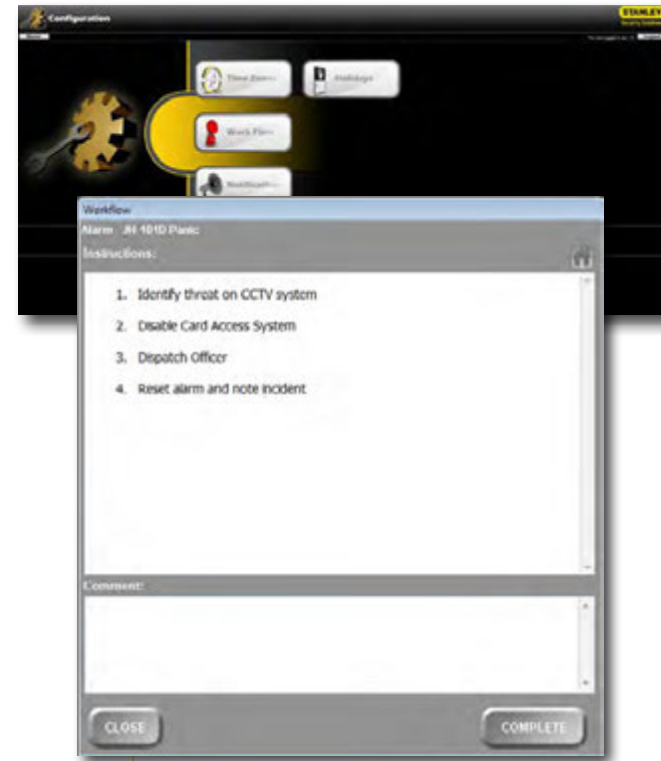 Configuration
STANLEY
Time Zones
Holidays
Work Flow
Workflow
Alarm JH 101D Panic
Instructions:
1. Identify threat on CCTV system
2. Disable Card Access System
3. Dispatch Officer
4. Reset alarm and note incident
Comment:
CLOSE
COMPLETE